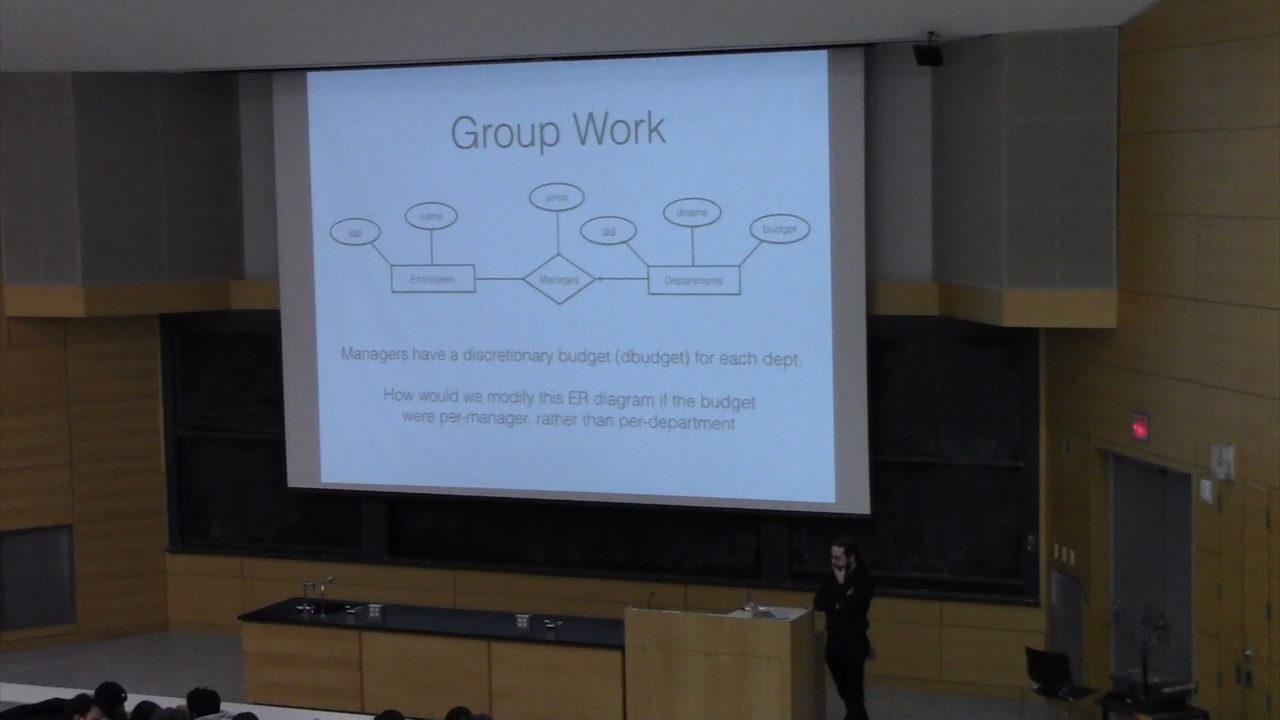 Group Work
since
name
dname
ssn
did
budget
Employees
Manages
Departments
Managers have a discretionary budget (dbudget) for each dept.
How would we modify this ER diagram if the budget
were per-manager, rather than per-department